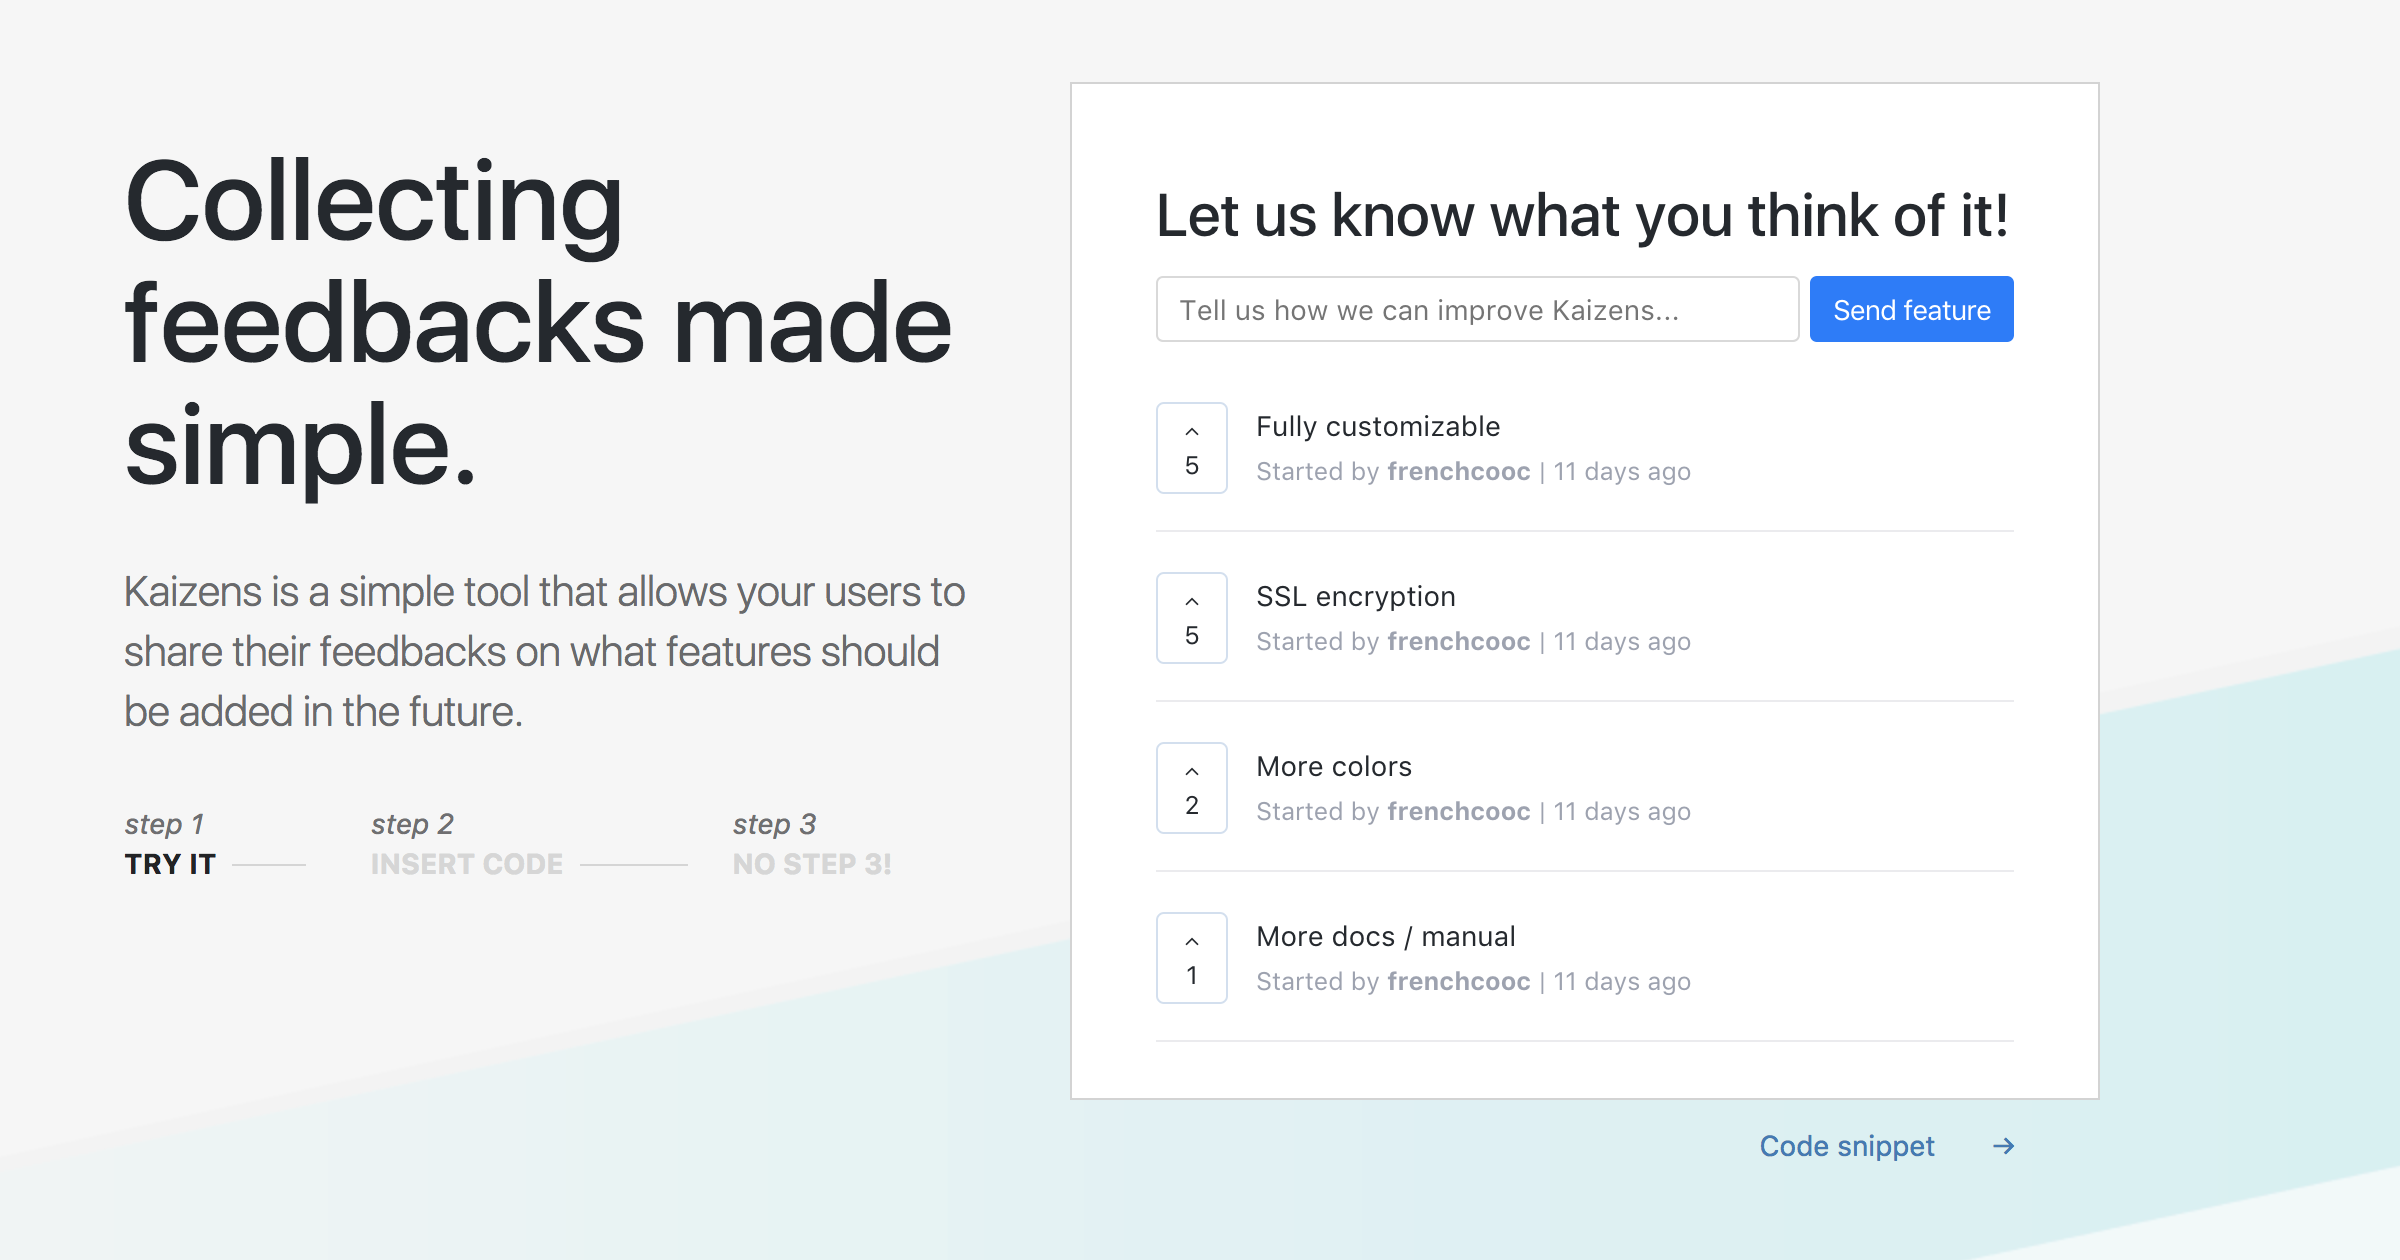 Collecting
feedbacks made
simple.
Kaizens is a simple tool that allows your users to
share their feedbacks on what features should
be added in the future.
step 1
TRY IT
step 2
INSERT CODE
step 3
NO STEP 3!
Let us know what you think of it!
Tell us how we can improve Kaizens...
Send feature
5
Fully customizable
Started by frenchcooc | 11 days ago
5
SSL encryption
Started by frenchcooc | 11 days ago
2
More colors
Started by frenchcooc | 11 days ago
1
More docs / manual
Started by frenchcooc | 11 days ago
Code snippet →